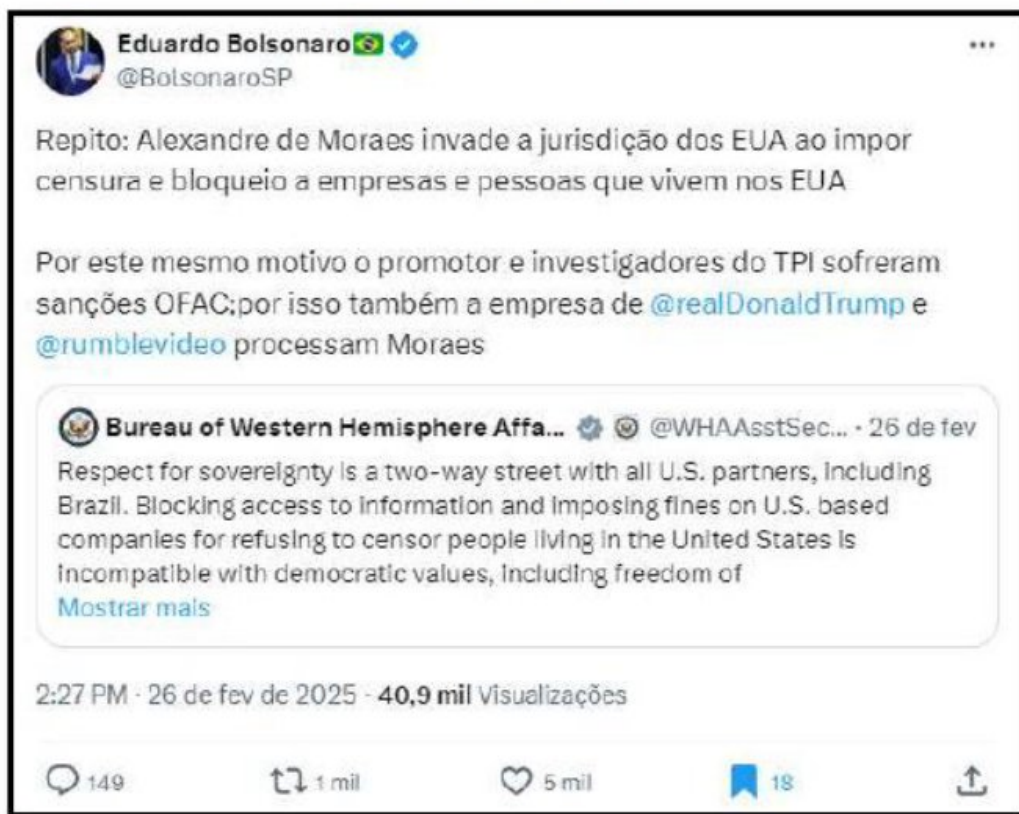 Eduardo Bolsonaro
@BolsonaroSP
Repito: Alexandre de Moraes invade a jurisdição dos EUA ao impor
censura e bloqueio a empresas e pessoas que vivem nos EUA
Por este mesmo motivo o promotor e investigadores do TPI sofreram
sanções OFAC;por isso também a empresa de @realDonaldTrump e
@rumblevideo processam Moraes
Bureau of Western Hemisphere Affa... @WHAAsstSec... · 26 de fev
Respect for sovereignty is a two-way street with all U.S. partners, including
Brazil. Blocking access to information and imposing fines on U.S. based
companies for refusing to censor people living in the United States is
incompatible with democratic values, including freedom of
Mostrar mais
2:27 PM · 26 de fev de 2025 · 40,9 mil Visualizações
149 1 mil 5 mil 18